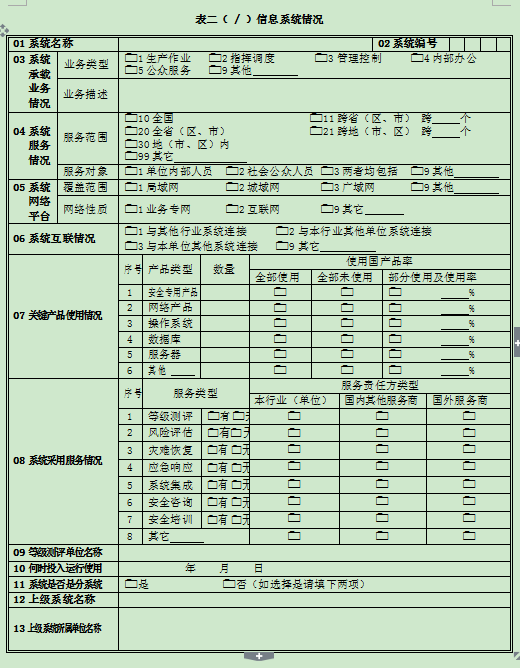 表二（ / ）信息系统情况
01 系统名称 02 系统编号
03 系统承载业务情况 业务类型 □1 生产作业 □2 指挥调度 □3 管理控制 □4 内部办公
□5 公众服务 □9 其他______
业务描述
04 系统服务情况 服务范围 □10 全国 □11 跨省（区、市） 跨____个
□20 全省（区、市） □21 跨地（市、区） 跨____个
□30 地（市、区）内
□99 其它______
服务对象 □1 单位内部人员 □2 社会公众人员 □3 两者均包括 □9 其他______
05 系统网络平台 覆盖范围 □1 局域网 □2 城域网 □3 广域网 □9 其他______
网络性质 □1 业务专网 □2 互联网 □9 其它______
06 系统互联情况 □1 与其他行业系统连接 □2 与本行业其他单位系统连接
□3 与本单位其他系统连接 □9 其它______
07 关键产品使用情况 序号 产品类型 数量 使用国产品率
全部使用 全部未使用 部分使用及使用率
1 安全专用产品 □ □ □ ____%
2 网络产品 □ □ □ ____%
3 操作系统 □ □ □ ____%
4 数据库 □ □ □ ____%
5 服务器 □ □ □ ____%
6 其他 ____ □ □ □ ____%
08 系统采用服务情况 序号 服务类型 服务责任方类型
本行业（单位） 国内其他服务商 国外服务商
1 等级测评 □有□无 □ □ □
2 风险评估 □有□无 □ □ □
3 灾难恢复 □有□无 □ □ □
4 应急响应 □有□无 □ □ □
5 系统集成 □有□无 □ □ □
6 安全咨询 □有□无 □ □ □
7 安全培训 □有□无 □ □ □
8 其它____ □ □ □
09 等级测评单位名称
10 何时投入运行使用 年 月 日
11 系统是否是分系统 □是 □否（如选择是请填下两项）
12 上级系统名称
13 上级系统所属单位名称